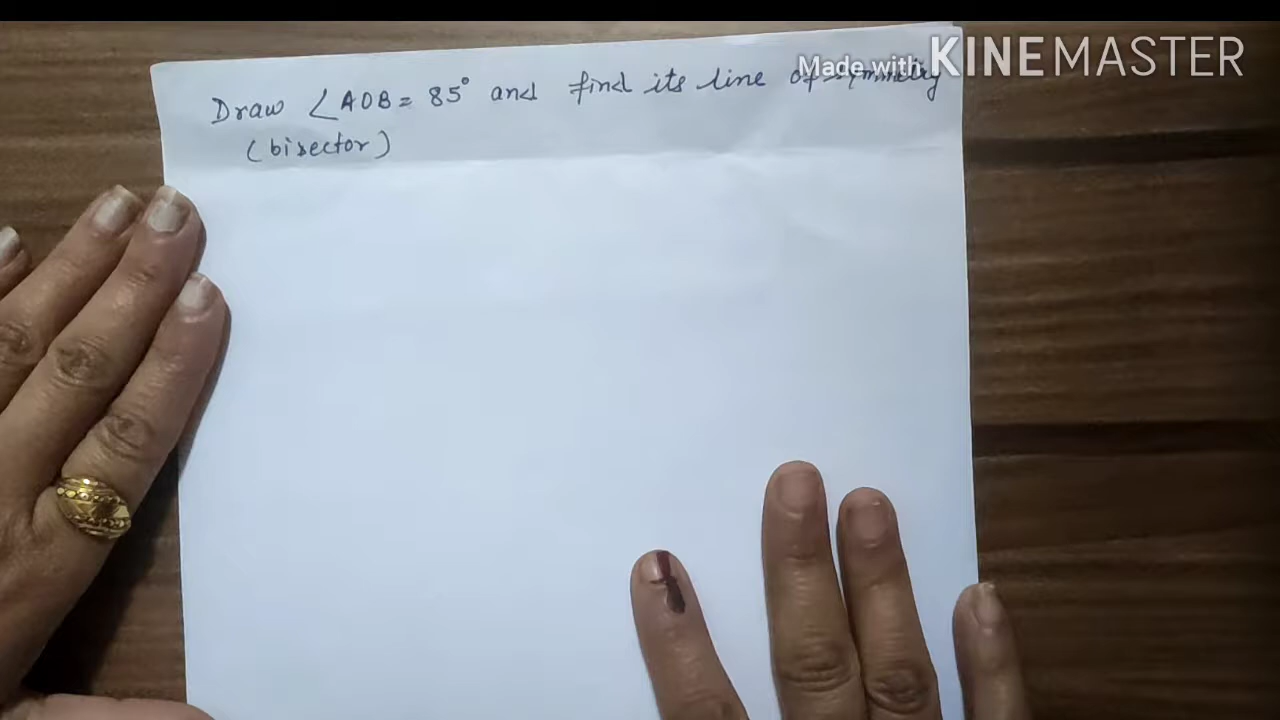 Made with KINEMASTER
Draw ∠AOB = 85° and find its line of symmetry
(bisector)